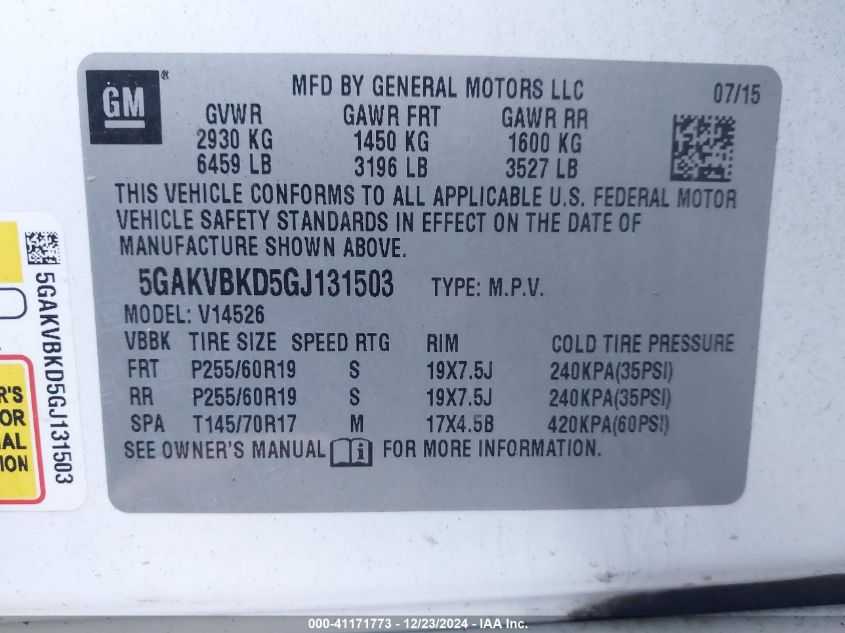 GM®
MFD BY GENERAL MOTORS LLC 07/15
GVWR GAWR FRT GAWR RR
2930 KG 1450 KG 1600 KG
6459 LB 3196 LB 3527 LB
THIS VEHICLE CONFORMS TO ALL APPLICABLE U.S. FEDERAL MOTOR
VEHICLE SAFETY STANDARDS IN EFFECT ON THE DATE OF
MANUFACTURE SHOWN ABOVE.
5GAKVBKD5GJ131503 TYPE: M.P.V.
MODEL: V14526
VBBK TIRE SIZE SPEED RTG RIM COLD TIRE PRESSURE
FRT P255/60R19 S 19X7.5J 240KPA(35PSI)
RR P255/60R19 S 19X7.5J 240KPA(35PSI)
SPA T145/70R17 M 17X4.5B 420KPA(60PSI)
SEE OWNER'S MANUAL i FOR MORE INFORMATION.
5GAKVBKD5GJ131503
R'S
OR
AL
ION
000-41171773 - 12/23/2024 - IAA Inc.